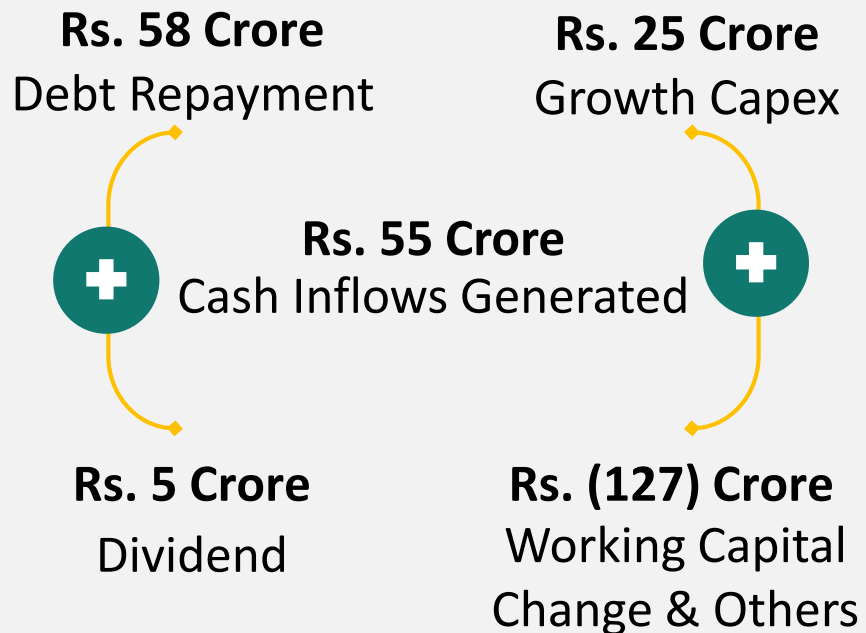 Rs. 58 Crore
Debt Repayment
Rs. 25 Crore
Growth Capex
Rs. 55 Crore
Cash Inflows Generated
Rs. 5 Crore
Dividend
Rs. (127) Crore
Working Capital
Change & Others